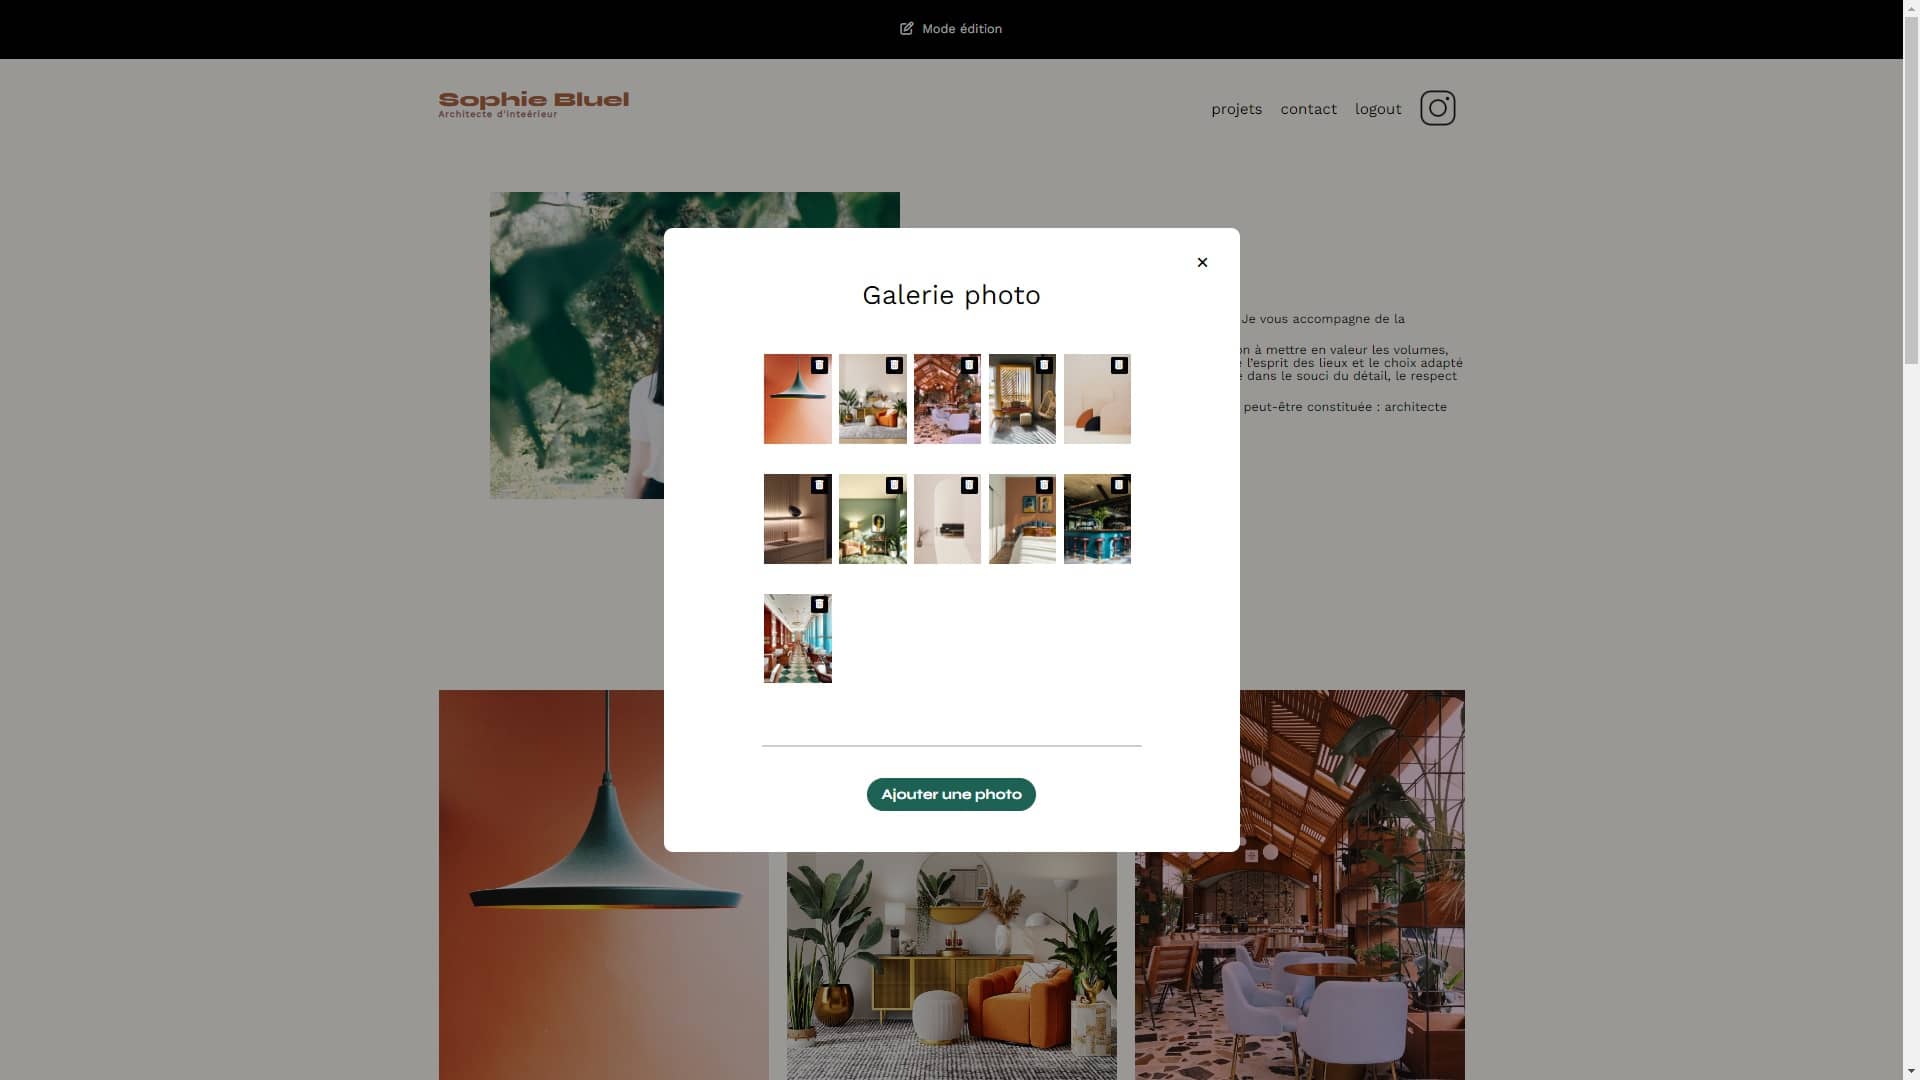 Mode édition
Sophie Bluel
Architecte d'inteérieur
projets contact logout
Galerie photo
Je vous accompagne de la
on à mettre en valeur les volumes,
l'esprit des lieux et le choix adapté
dans le souci du détail, le respect
peut-être constituée : architecte
Ajouter une photo